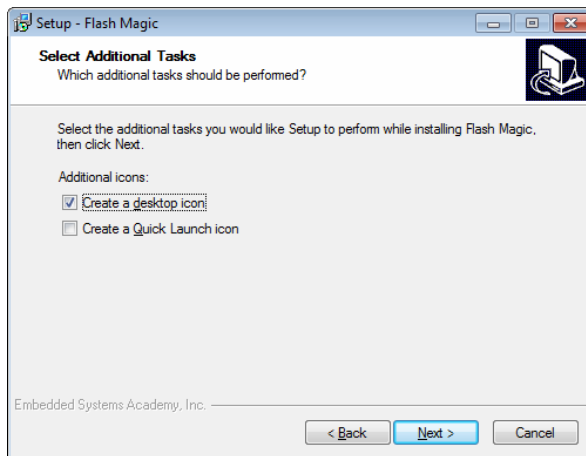 Setup - Flash Magic
Select Additional Tasks
Which additional tasks should be performed?
Select the additional tasks you would like Setup to perform while installing Flash Magic,
then click Next.
Additional icons:
Create a desktop icon
Create a Quick Launch icon
Embedded Systems Academy, Inc.
< Back Next > Cancel